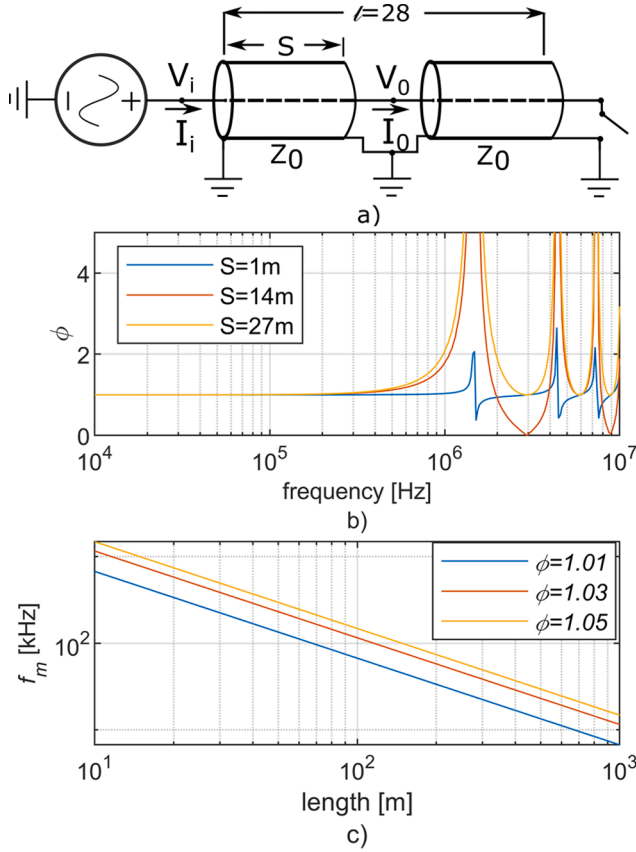 ℓ=28
S
V_i
V_0
I_i
I_0
Z_0
Z_0
a)
S=1m
S=14m
S=27m
ϕ
4
2
0
10^4
10^5
10^6
10^7
frequency [Hz]
b)
ϕ=1.01
ϕ=1.03
ϕ=1.05
f_m [kHz]
10^2
10^1
10^2
10^3
length [m]
c)